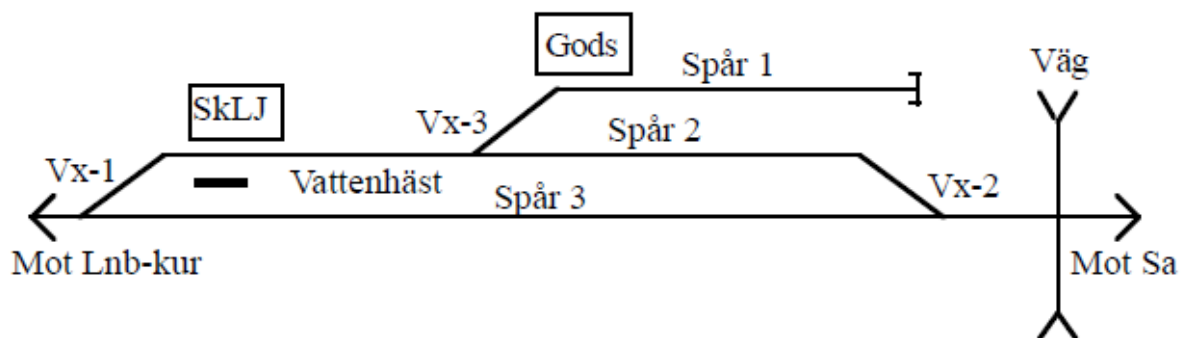 Gods
Spår 1
Väg
SkLJ
Vx-3
Spår 2
Vx-1
Vattenhäst
Spår 3
Vx-2
Mot Lnb-kur
Mot Sa